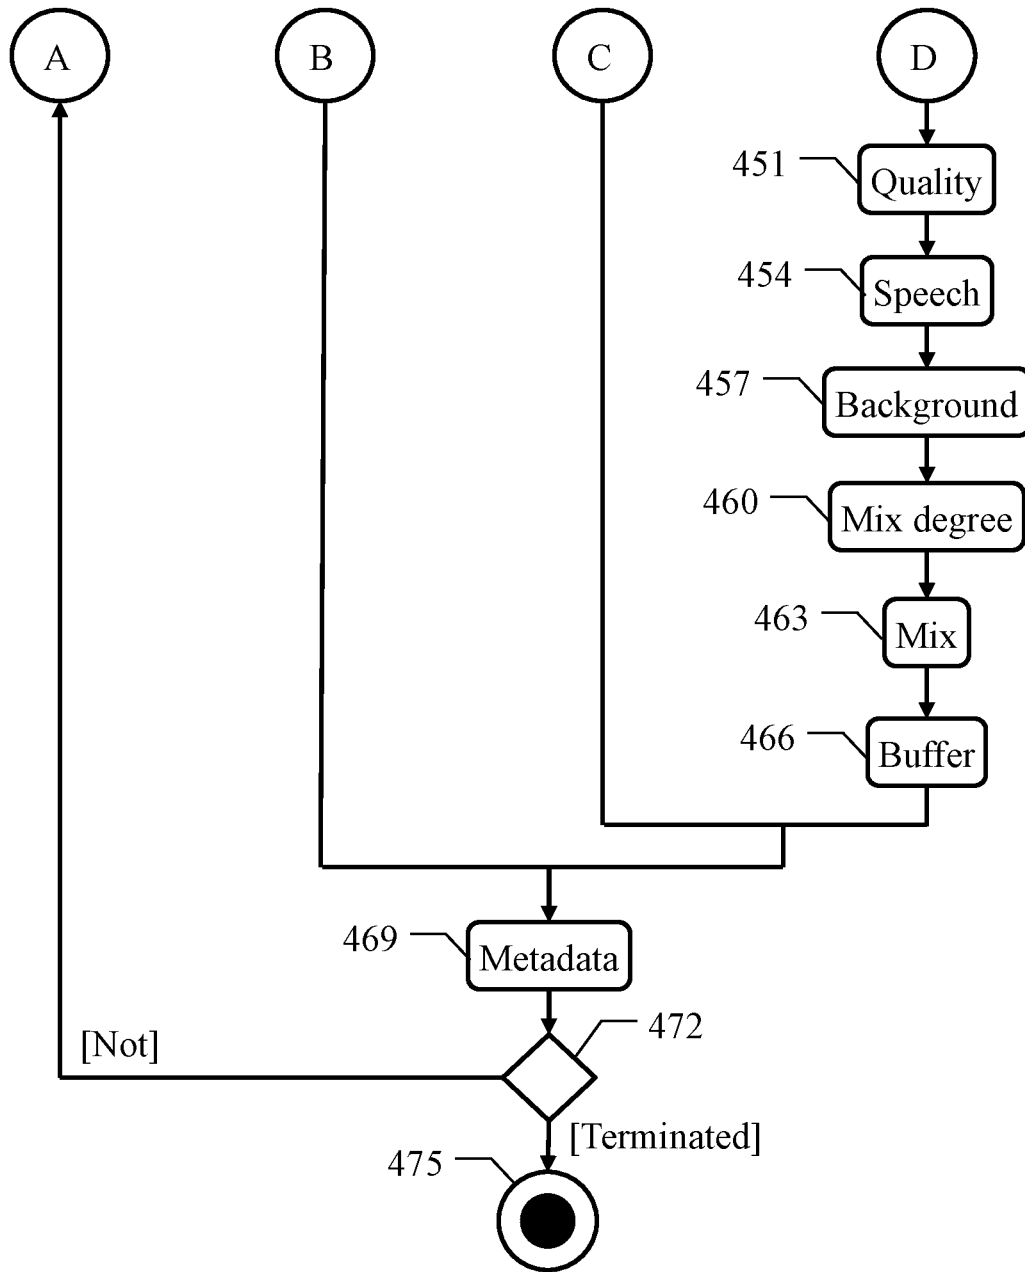 A
B
C
D
451
Quality
454
Speech
457
Background
460
Mix degree
463
Mix
466
Buffer
469
Metadata
472
[Not]
[Terminated]
475